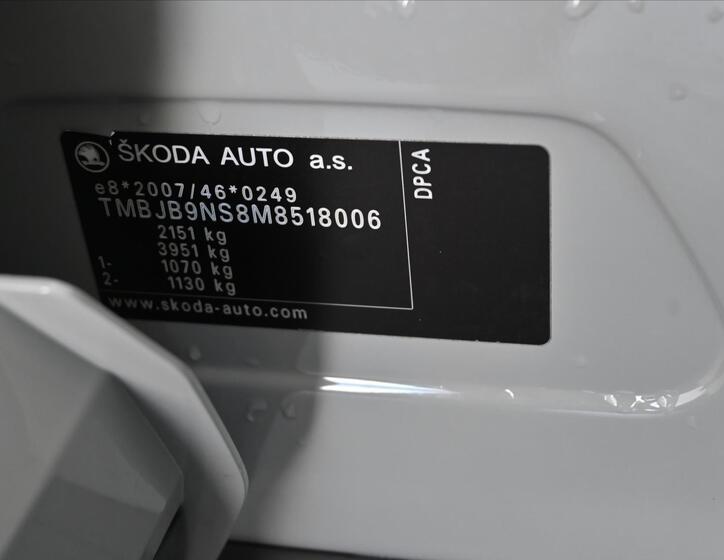 ŠKODA AUTO a.s.
DPCA
e8*2007/46*0249
TMBJB9NS8M8518006
2151 kg
3951 kg
1- 1070 kg
2- 1130 kg
www.skoda-auto.com